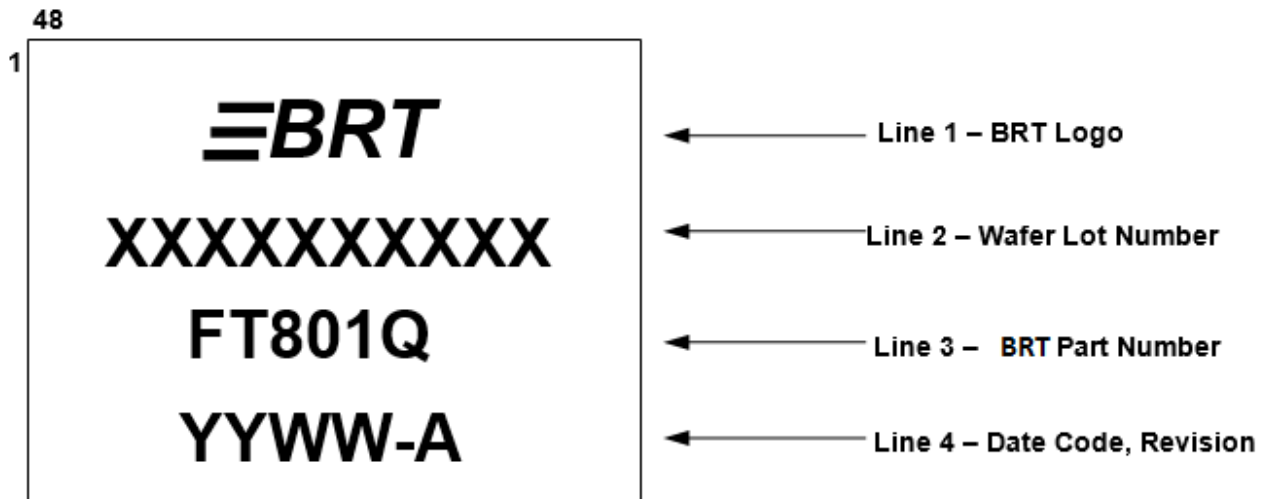 48
1
BRT
XXXXXXXXXX
FT801Q
YYWW-A
Line 1 – BRT Logo
Line 2 – Wafer Lot Number
Line 3 – BRT Part Number
Line 4 – Date Code, Revision